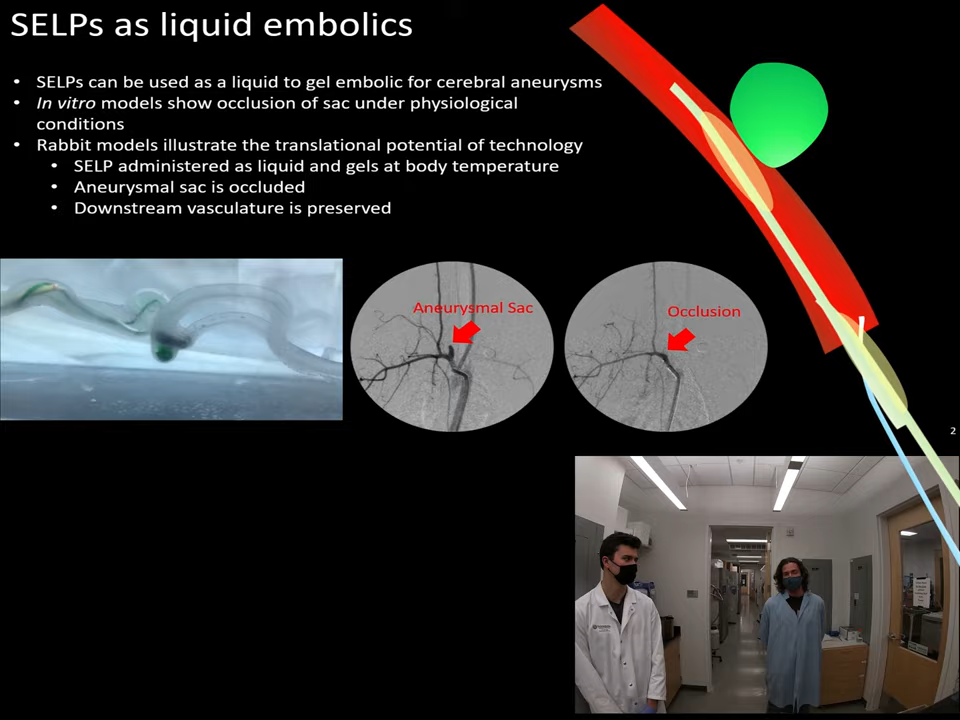 SELPs as liquid embolics
• SELPs can be used as a liquid to gel embolic for cerebral aneurysms
• In vitro models show occlusion of sac under physiological
conditions
• Rabbit models illustrate the translational potential of technology
• SELP administered as liquid and gels at body temperature
• Aneurysmal sac is occluded
• Downstream vasculature is preserved
Aneurysmal Sac
Occlusion
2